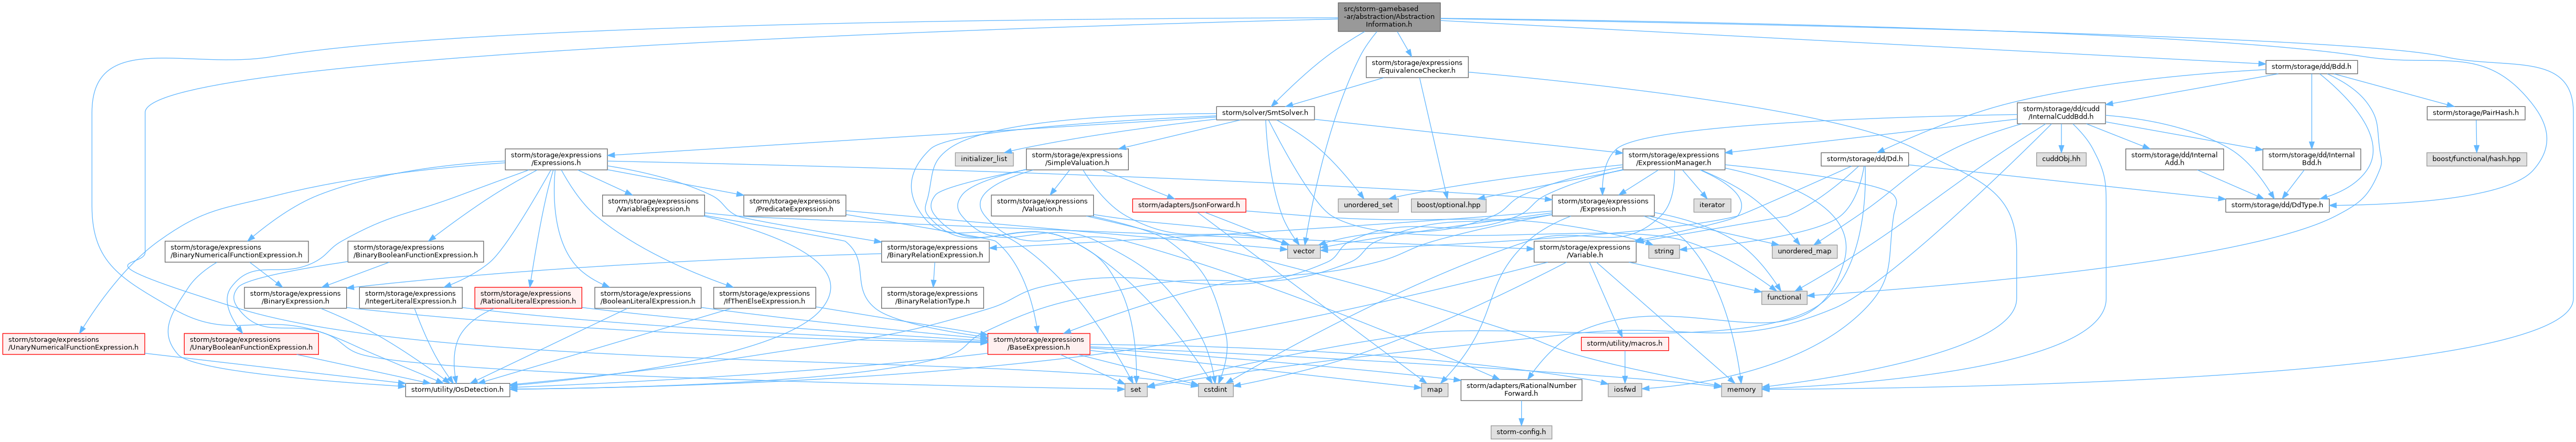 src/storm-gamebased
-ar/abstraction/Abstraction
Information.h
storm/storage/expressions
/EquivalenceChecker.h
storm/storage/dd/Bdd.h
storm/solver/SmtSolver.h
storm/storage/dd/cudd
/InternalCuddBdd.h
storm/storage/PairHash.h
storm/storage/expressions
/Expressions.h
initializer_list
storm/storage/expressions
/SimpleValuation.h
storm/storage/expressions
/ExpressionManager.h
storm/storage/dd/Dd.h
cuddObj.hh
storm/storage/dd/Internal
Add.h
storm/storage/dd/Internal
Bdd.h
boost/functional/hash.hpp
storm/storage/expressions
/VariableExpression.h
storm/storage/expressions
/PredicateExpression.h
storm/storage/expressions
/Valuation.h
storm/adapters/JsonForward.h
unordered_set
boost/optional.hpp
storm/storage/expressions
/Expression.h
iterator
storm/storage/dd/DdType.h
storm/storage/expressions
/BinaryNumericalFunctionExpression.h
storm/storage/expressions
/BinaryBooleanFunctionExpression.h
storm/storage/expressions
/BinaryRelationExpression.h
vector
storm/storage/expressions
/Variable.h
string
unordered_map
storm/storage/expressions
/BinaryExpression.h
storm/storage/expressions
/IntegerLiteralExpression.h
storm/storage/expressions
/RationalLiteralExpression.h
storm/storage/expressions
/BooleanLiteralExpression.h
storm/storage/expressions
/IfThenElseExpression.h
storm/storage/expressions
/BinaryRelationType.h
functional
storm/storage/expressions
/UnaryNumericalFunctionExpression.h
storm/storage/expressions
/UnaryBooleanFunctionExpression.h
storm/storage/expressions
/BaseExpression.h
storm/utility/macros.h
storm/utility/OsDetection.h
set
cstdint
map
storm/adapters/RationalNumber
Forward.h
iosfwd
memory
storm-config.h